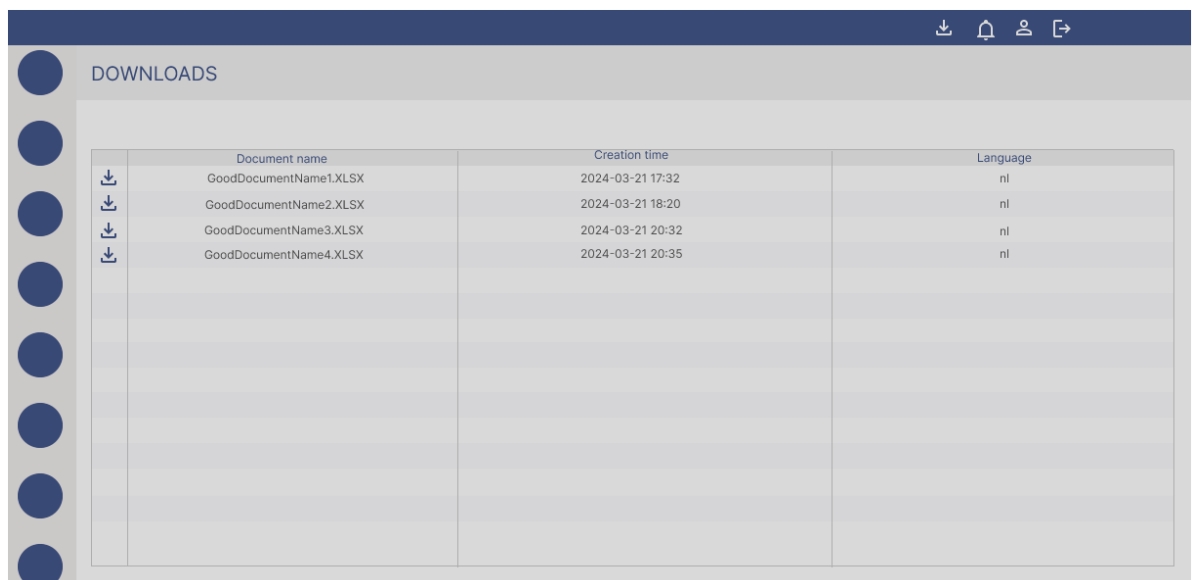 DOWNLOADS
Document name Creation time Language
GoodDocumentName1.XLSX 2024-03-21 17:32 nl
GoodDocumentName2.XLSX 2024-03-21 18:20 nl
GoodDocumentName3.XLSX 2024-03-21 20:32 nl
GoodDocumentName4.XLSX 2024-03-21 20:35 nl